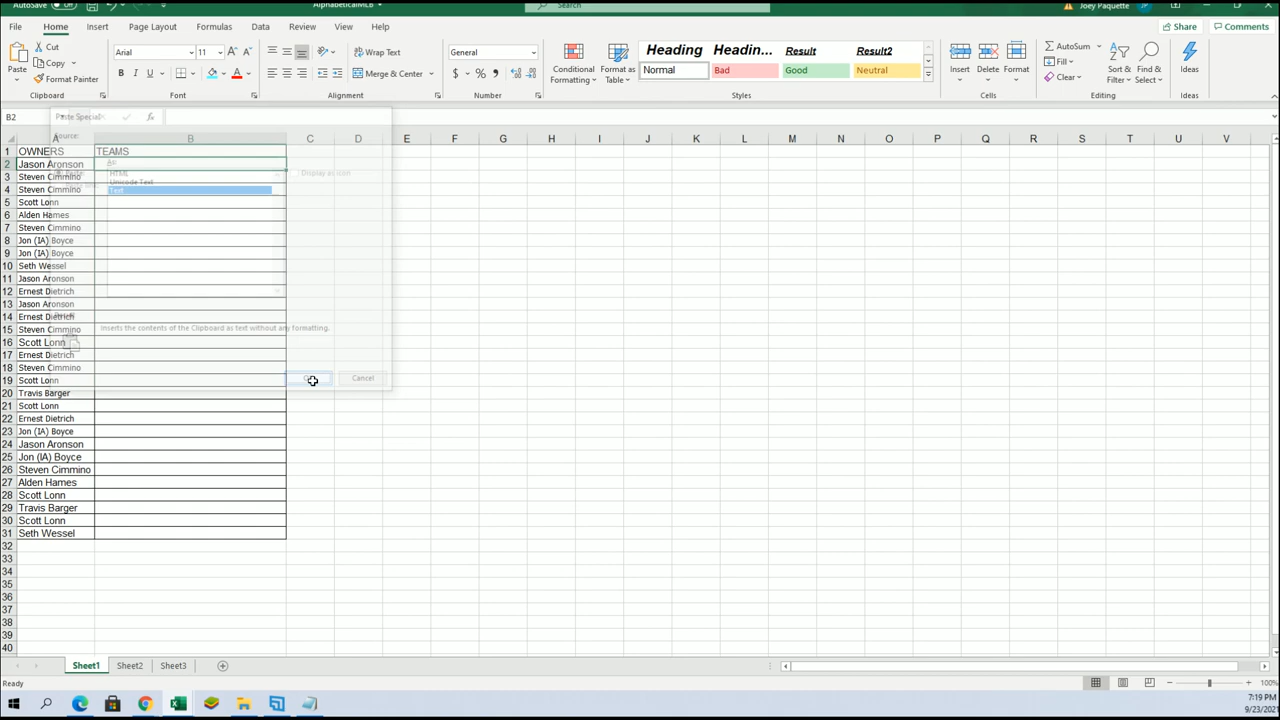 AutoSave Off AlphabeticalMLB Search Joey Paquette
File Home Insert Page Layout Formulas Data Review View Help Share Comments
Cut Arial 11 Wrap Text General Heading Headin... Result Result2 AutoSum
Copy Fill
Format Painter Merge & Center Normal Bad Good Neutral Clear
Paste Conditional Formatting Format as Table Insert Delete Format Sort & Filter Find & Select Ideas
Clipboard Font Alignment Number Styles Cells Editing Ideas
B2 Paste Special
Source:
A B C D E F G H I J K L M N O P Q R S T U V
1 OWNERS TEAMS
2 Jason Aronson
3 Steven Cimmino
4 Steven Cimmino
5 Scott Lonn
6 Alden Hames
7 Steven Cimmino
8 Jon (IA) Boyce
9 Jon (IA) Boyce
10 Seth Wessel
11 Jason Aronson
12 Ernest Dietrich
13 Jason Aronson
14 Ernest Dietrich
15 Steven Cimmino
16 Scott Lonn
17 Ernest Dietrich
18 Steven Cimmino
19 Scott Lonn
20 Travis Barger
21 Scott Lonn
22 Ernest Dietrich
23 Jon (IA) Boyce
24 Jason Aronson
25 Jon (IA) Boyce
26 Steven Cimmino
27 Alden Hames
28 Scott Lonn
29 Travis Barger
30 Scott Lonn
31 Seth Wessel
32
33
34
35
36
37
38
39
40
As:
HTML
Unicode Text
Text
Display as icon
Inserts the contents of the Clipboard as text without any formatting.
Cancel
Sheet1 Sheet2 Sheet3
Ready 100%
7:19 PM
9/23/2021